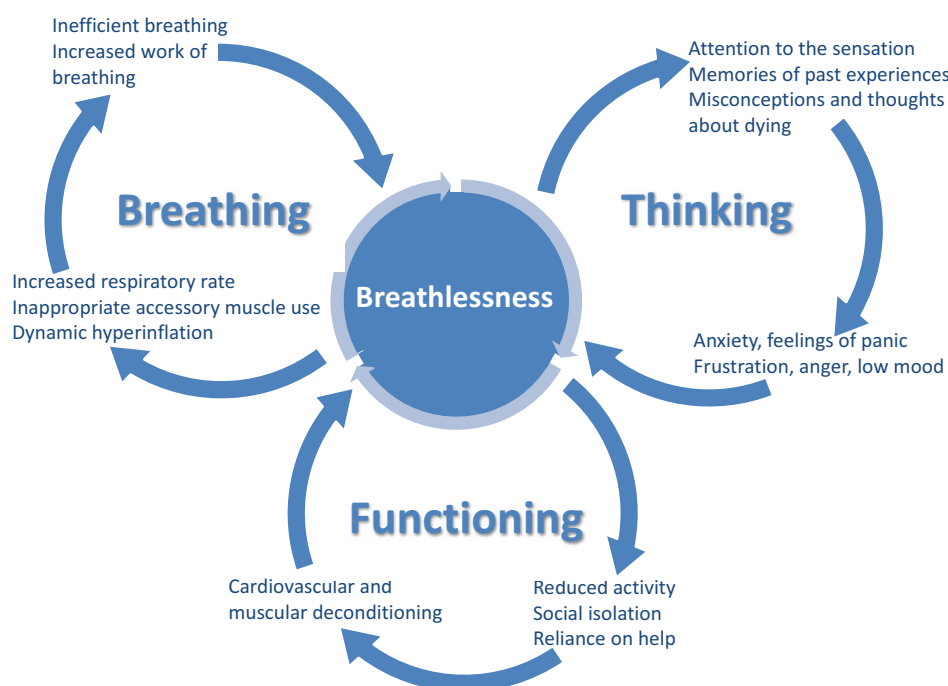 Inefficient breathing
Increased work of
breathing
Attention to the sensation
Memories of past experiences
Misconceptions and thoughts
about dying
Breathing
Thinking
Increased respiratory rate
Inappropriate accessory muscle use
Dynamic hyperinflation
Breathlessness
Anxiety, feelings of panic
Frustration, anger, low mood
Functioning
Cardiovascular and
muscular deconditioning
Reduced activity
Social isolation
Reliance on help